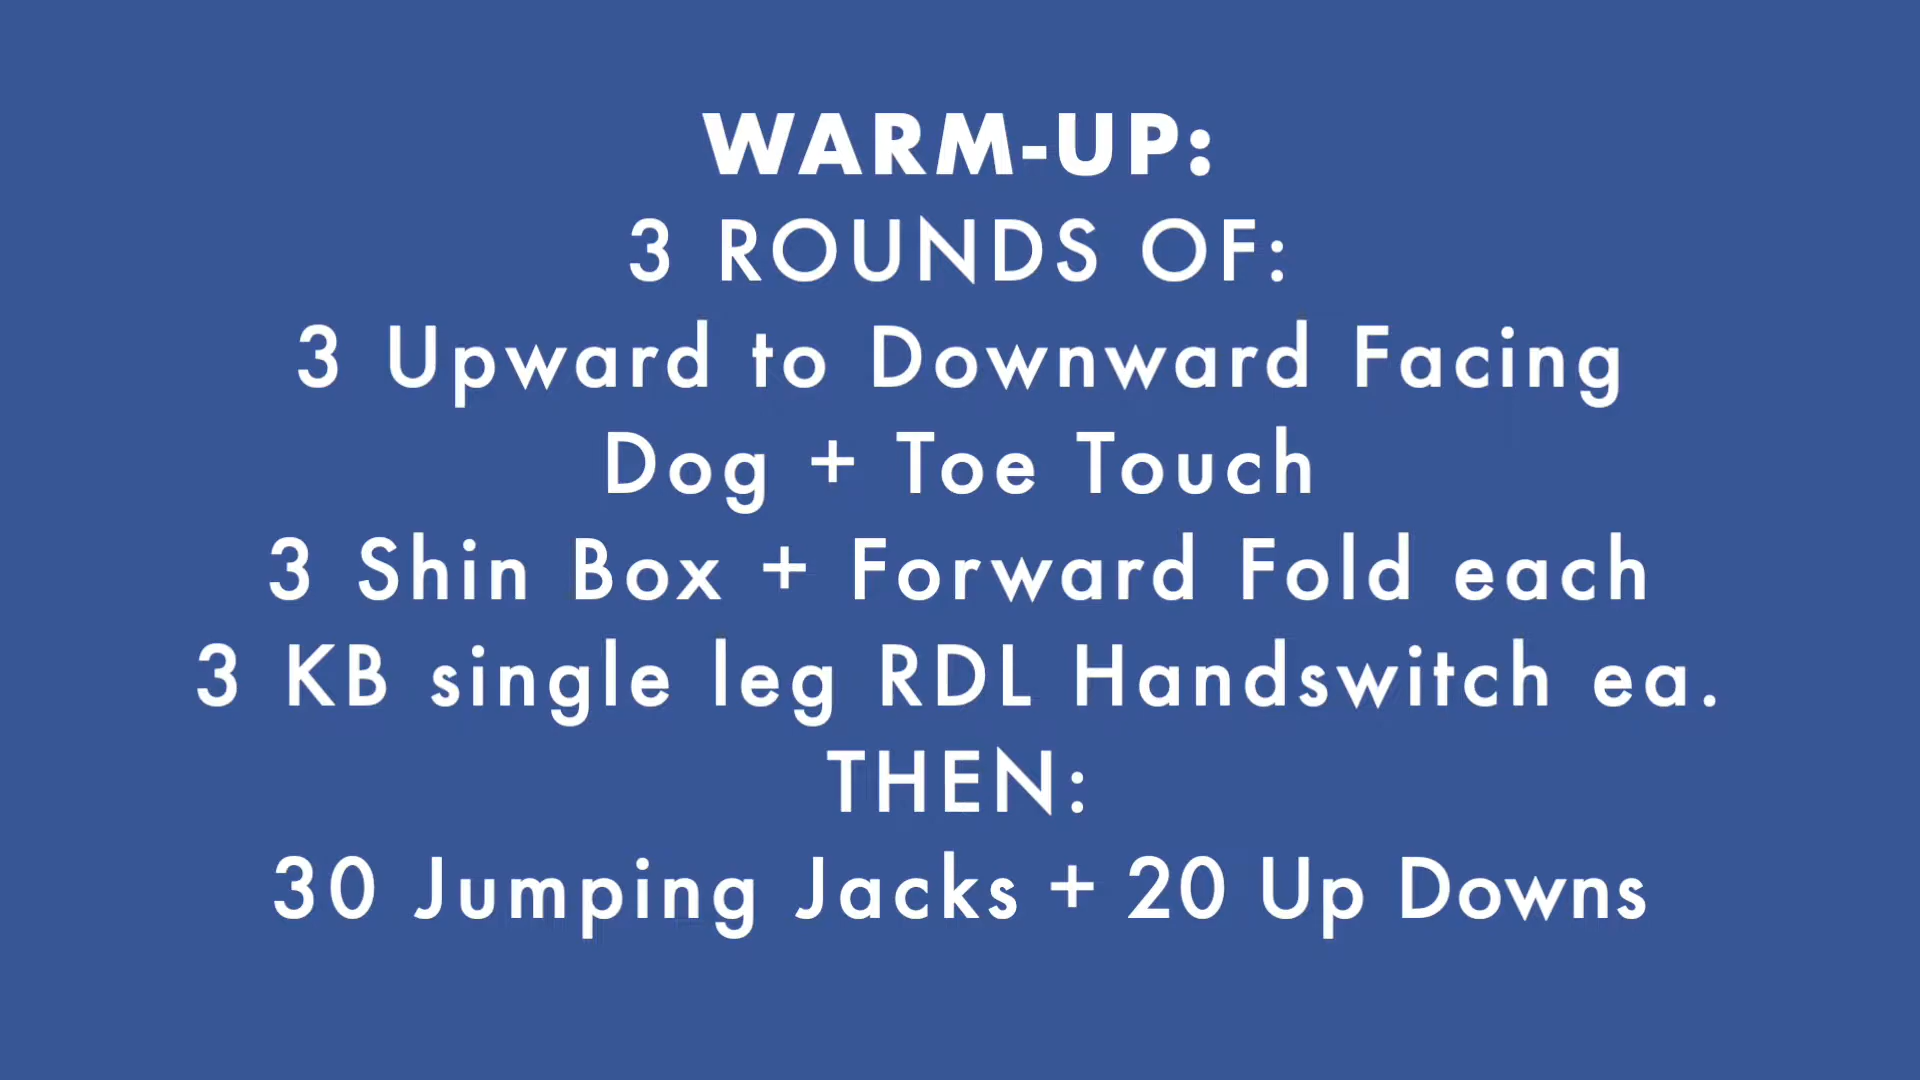 WARM-UP:
3 ROUNDS OF:
3 Upward to Downward Facing
Dog + Toe Touch
3 Shin Box + Forward Fold each
3 KB single leg RDL Handswitch ea.
THEN:
30 Jumping Jacks + 20 Up Downs